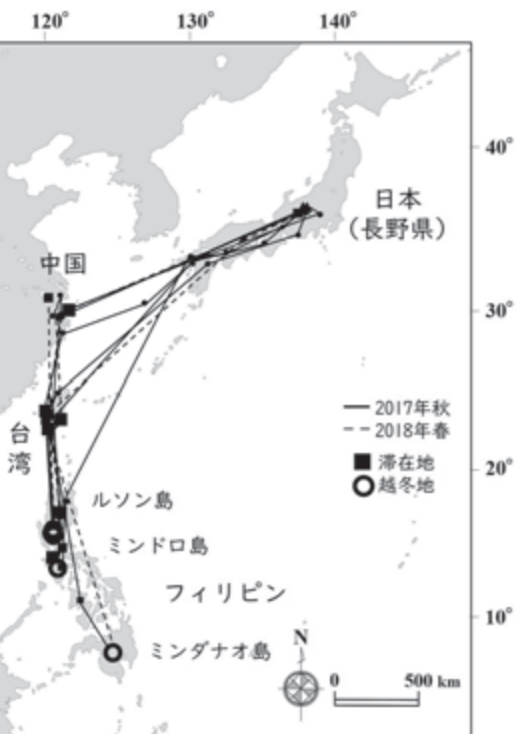 120°
130°
140°
40°
日本
(長野県)
中国
30°
2017年秋
2018年春
台
湾
滞在地
20°
越冬地
ルソン島
ミンドロ島
フィリピン
10°
N
ミンダナオ島
0
500 km